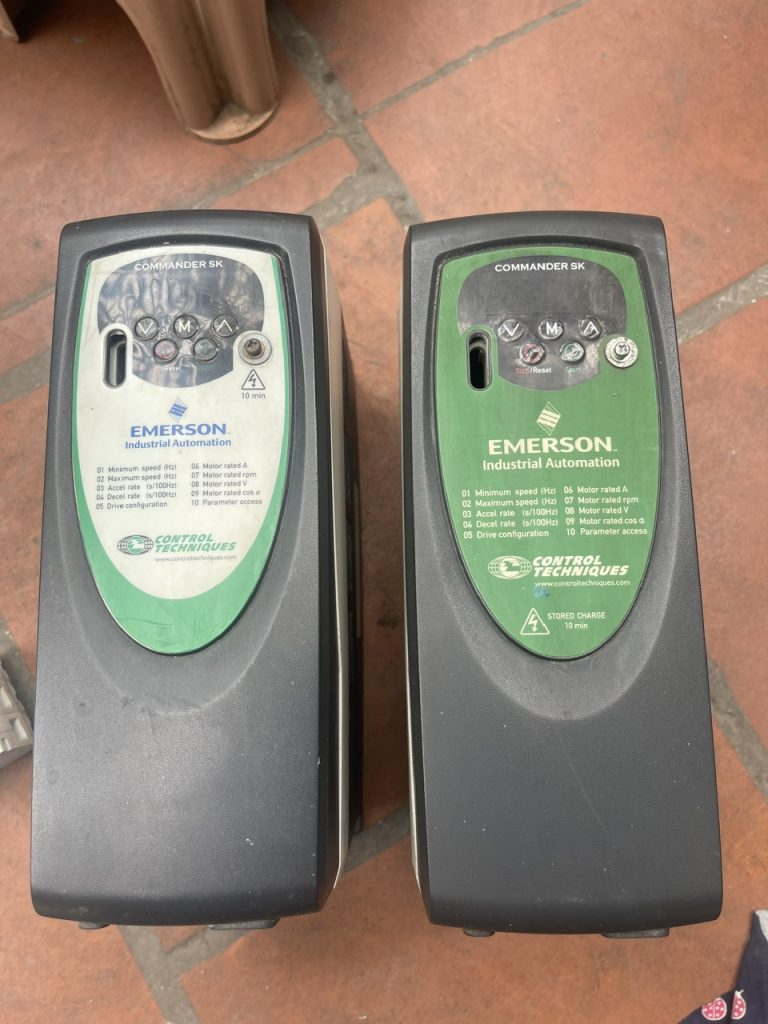 COMMANDER SK
V M Λ
/Reset
10 min
EMERSON
Industrial Automation
01 Minimum speed (Hz)
02 Maximum speed (Hz)
03 Accel rate (s/100Hz)
04 Decel rate (s/100Hz)
05 Drive configuration
06 Motor rated A
07 Motor rated rpm
08 Motor rated V
09 Motor rated cos ø
10 Parameter access
CONTROL
TECHNIQUES
www.controltechniques.com
COMMANDER SK
V M Λ
Stop/Reset Start
EMERSON™
Industrial Automation
01 Minimum speed (Hz)
02 Maximum speed (Hz)
03 Accel rate (s/100Hz)
04 Decel rate (s/100Hz)
05 Drive configuration
06 Motor rated A
07 Motor rated rpm
08 Motor rated V
09 Motor rated cos Φ
10 Parameter access
CONTROL
TECHNIQUES
www.controltechniques.com
STORED CHARGE
10 min